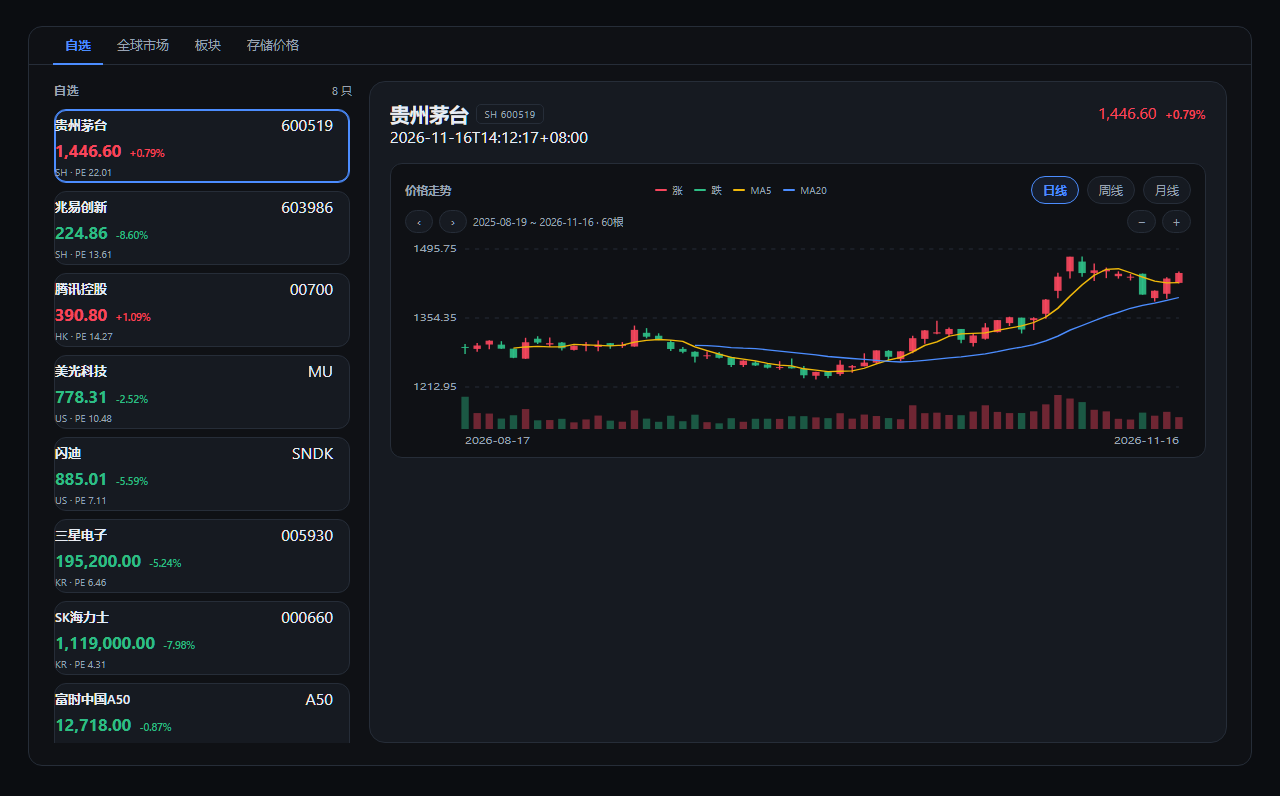 自选 全球市场 板块 存储价格
自选 8 只
贵州茅台 600519
1,446.60 +0.79%
SH · PE 22.01
兆易创新 603986
224.86 -8.60%
SH · PE 13.61
腾讯控股 00700
390.80 +1.09%
HK · PE 14.27
美光科技 MU
778.31 -2.52%
US · PE 10.48
闪迪 SNDK
885.01 -5.59%
US · PE 7.11
三星电子 005930
195,200.00 -5.24%
KR · PE 6.46
SK海力士 000660
1,119,000.00 -7.98%
KR · PE 4.31
富时中国A50 A50
12,718.00 -0.87%
贵州茅台 SH 600519 1,446.60 +0.79%
2026-11-16T14:12:17+08:00
价格走势 涨 跌 MA5 MA20 日线 周线 月线
‹ › 2025-08-19 ~ 2026-11-16 · 60根 − +
1495.75
1354.35
1212.95
2026-08-17 2026-11-16